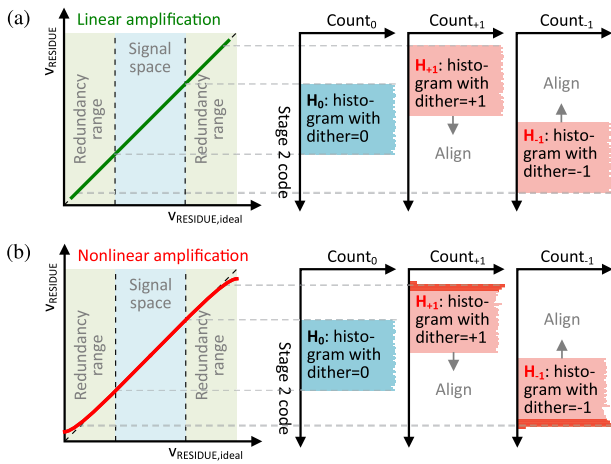 (a)
Linear amplification
VRESIDUE
Redundancy
range
Signal
space
Redundancy
range
VRESIDUE,ideal
Stage 2 code
Count0
H0: histo-
gram with
dither=0
Count+1
H+1: histo-
gram with
dither=+1
Align
Count-1
Align
H-1: histo-
gram with
dither=-1
(b)
Nonlinear amplification
VRESIDUE
Redundancy
range
Signal
space
Redundancy
range
VRESIDUE,ideal
Stage 2 code
Count0
H0: histo-
gram with
dither=0
Count+1
H+1: histo-
gram with
dither=+1
Align
Count-1
Align
H-1: histo-
gram with
dither=-1